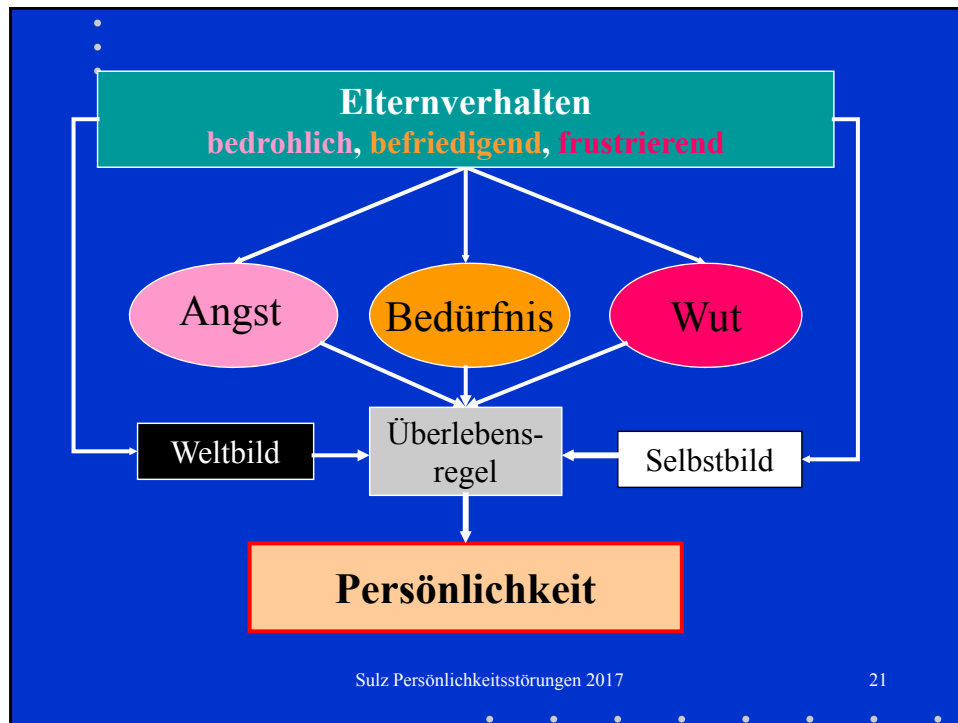 Elternverhalten
bedrohlich, befriedigend, frustrierend
Angst
Bedürfnis
Wut
Weltbild
Überlebens-
regel
Selbstbild
Persönlichkeit
Sulz Persönlichkeitsstörungen 2017
21